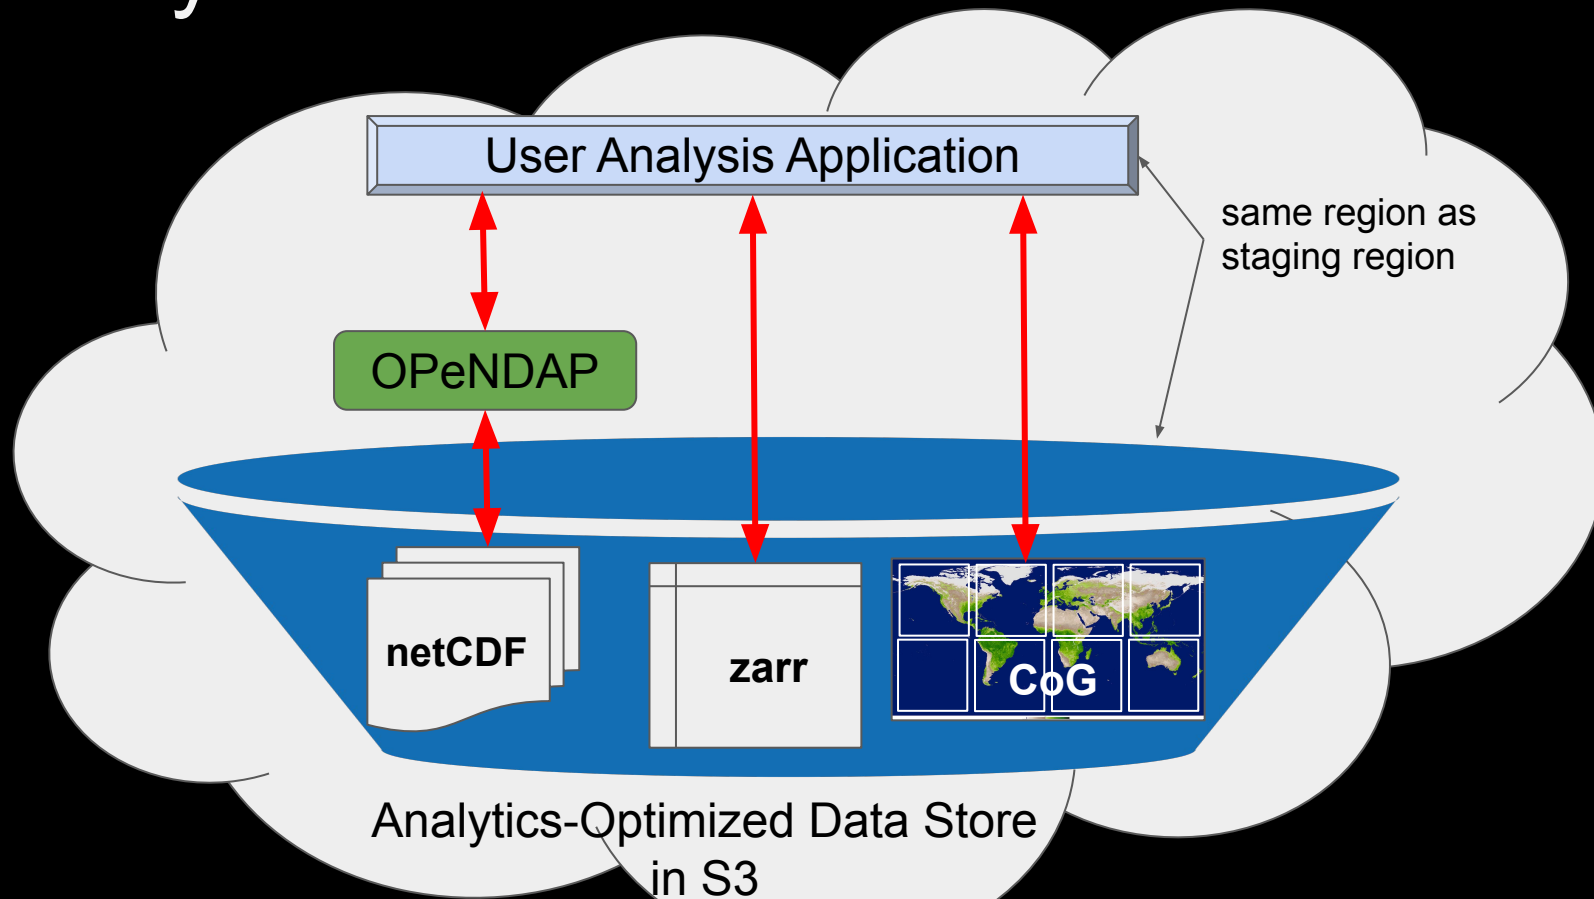 User Analysis Application
same region as
staging region
OPeNDAP
netCDF
zarr
CoG
Analytics-Optimized Data Store
in S3